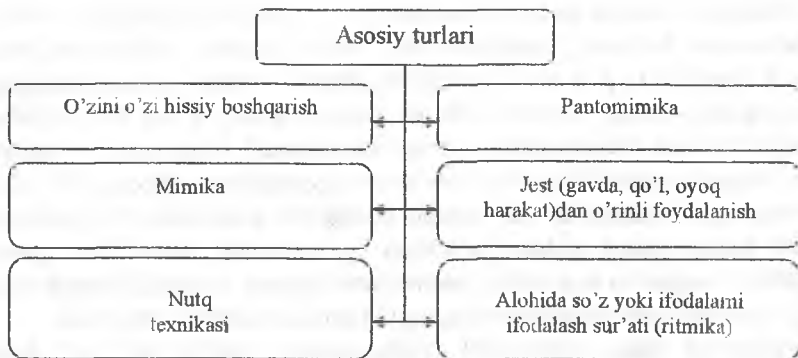 Asosiy turlari
O'zini o'zi hissiy boshqarish
Pantomimika
Mimika
Jest (gavda, qo'l, oyoq
harakat)dan o'rinli foydalanish
Nutq
texnikasi
Alohida so'z yoki ifodalami
ifodalash sur'ati (ritmika)